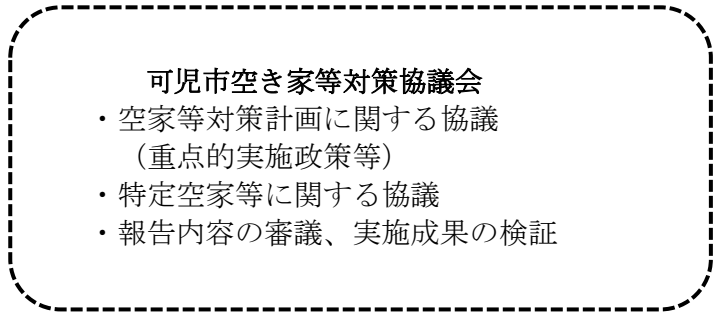 可児市空き家等対策協議会
・空家等対策計画に関する協議
（重点的実施政策等）
・特定空家等に関する協議
・報告内容の審議、実施成果の検証